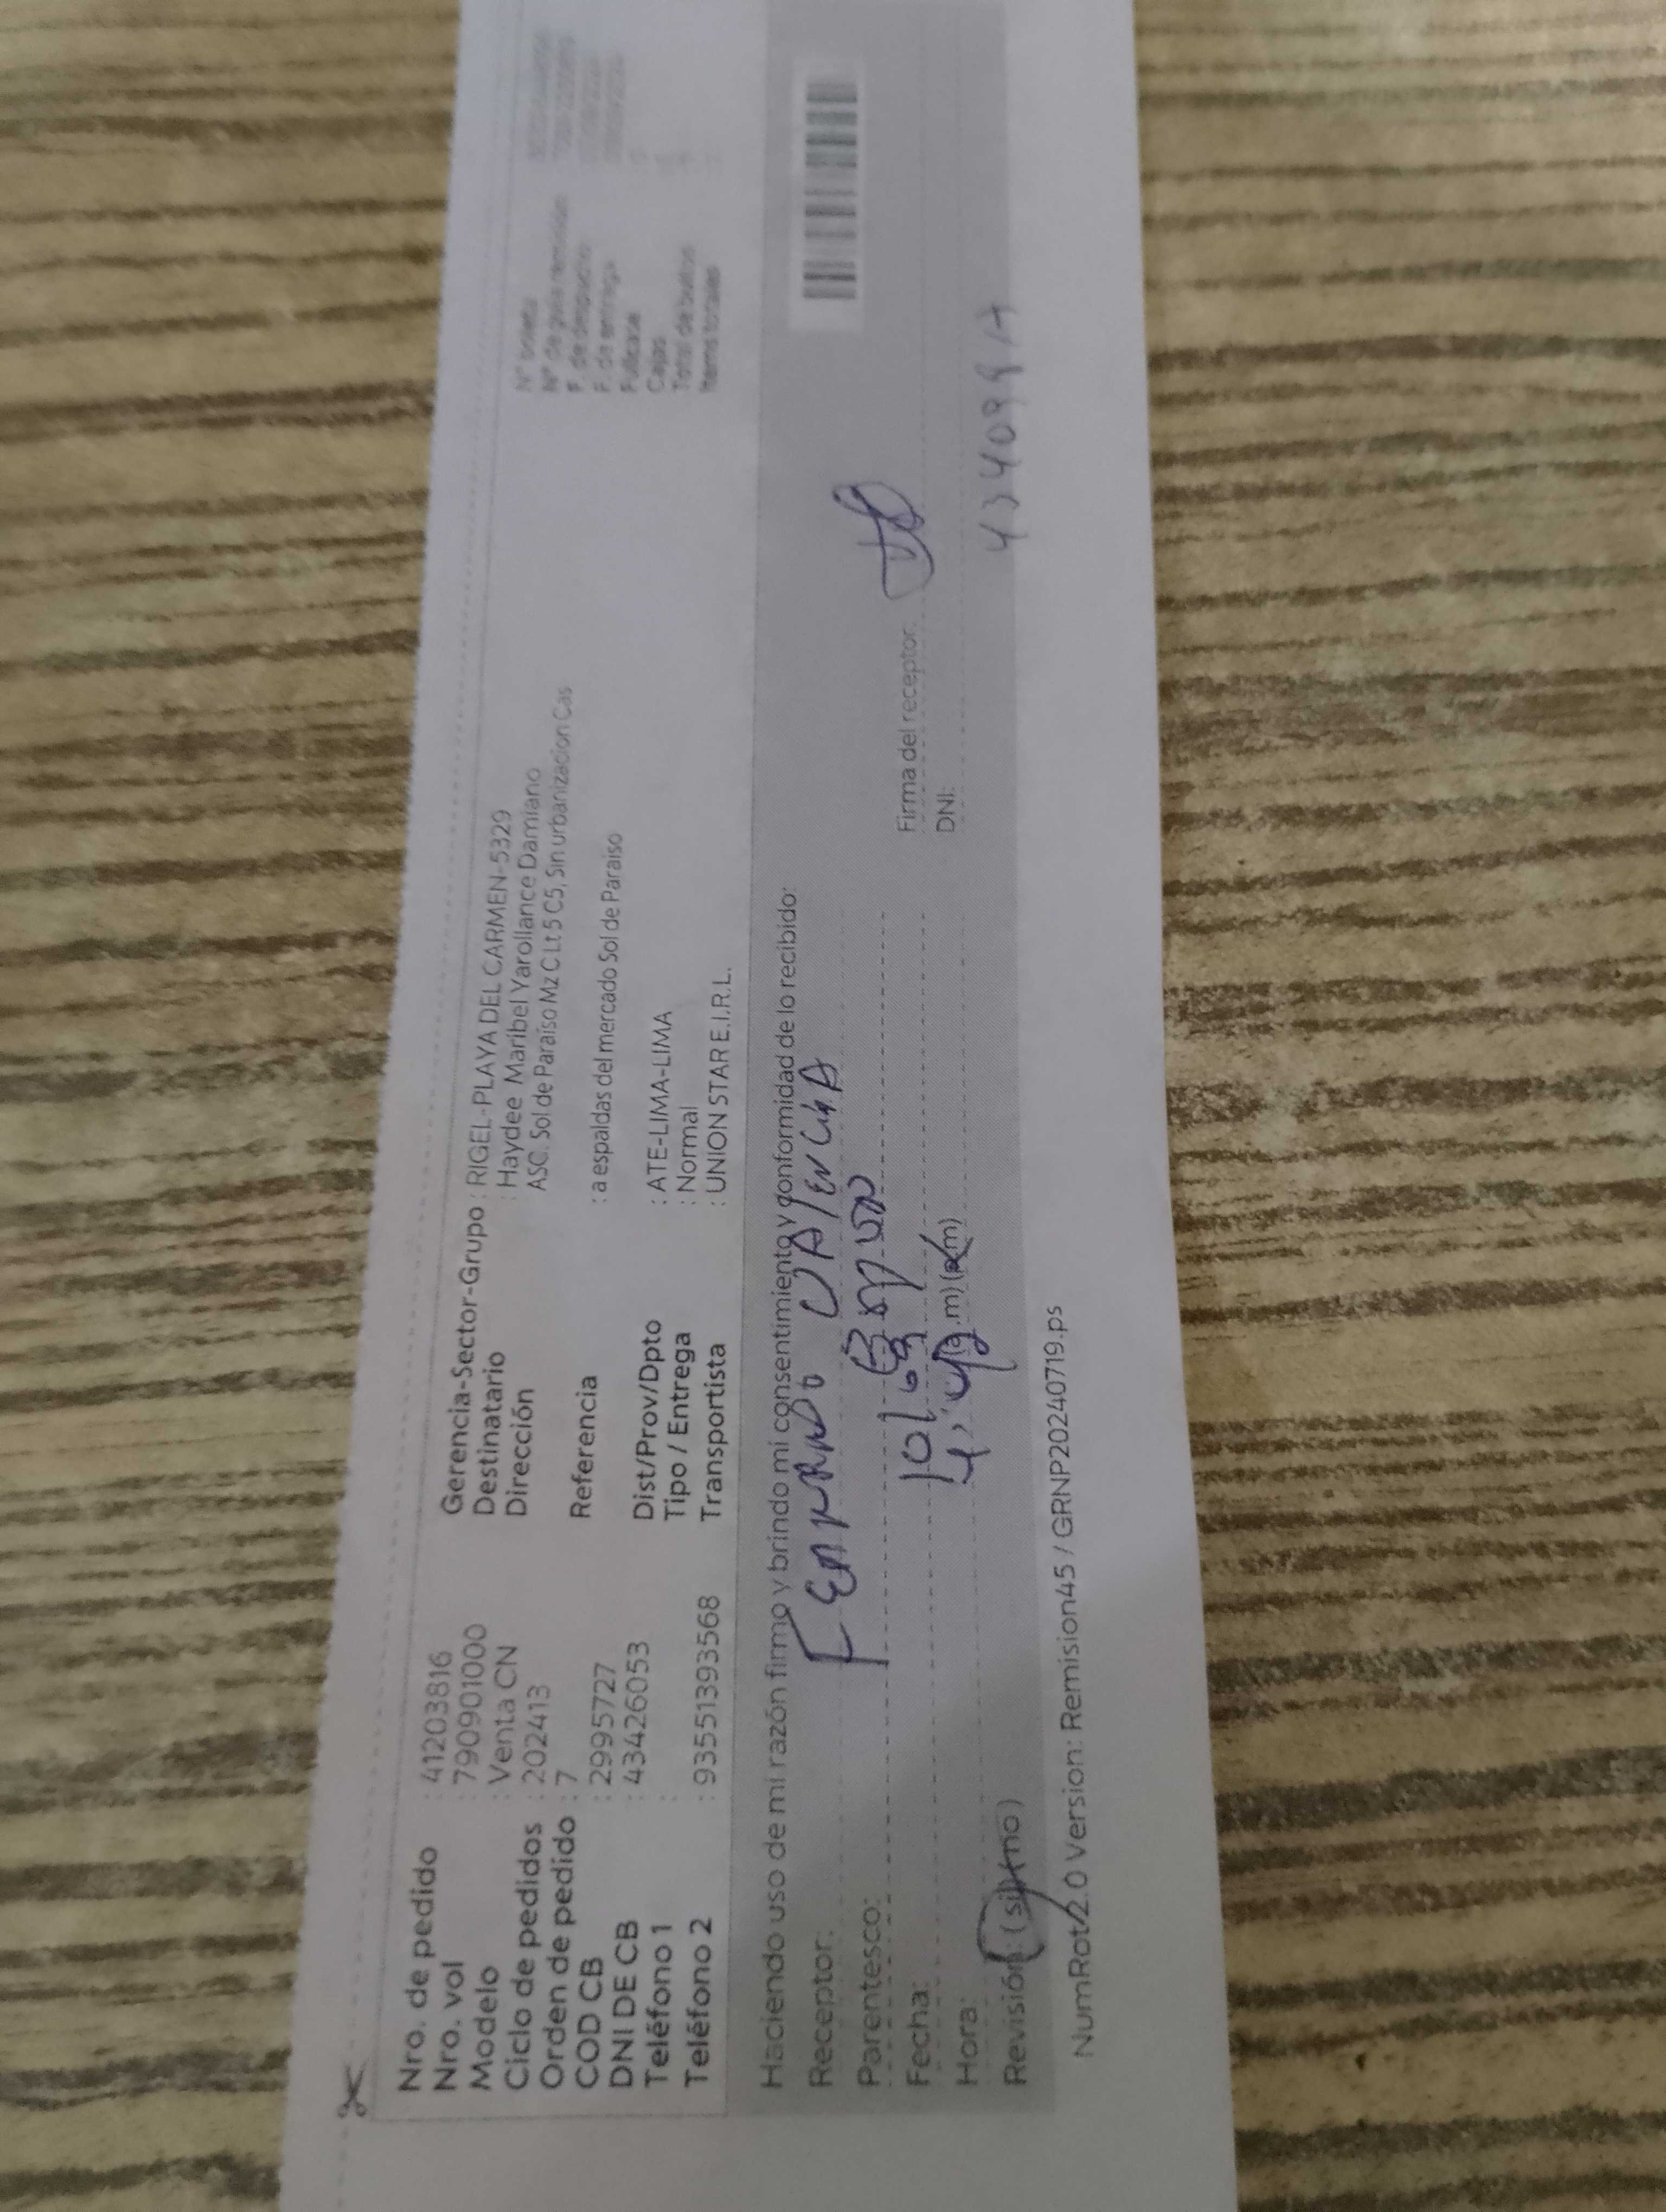 Nro. de pedido : 41203816
Nro. vol : 790901000
Modelo : Venta CN
Ciclo de pedidos : 202413
Orden de pedido : 7
COD CB : 2995727
DNI DE CB : 43426053
Teléfono 1 :
Teléfono 2 : 93551393568
Gerencia-Sector-Grupo : RIGEL-PLAYA DEL CARMEN-5329
Destinatario : Haydee Maribel Yarollance Damiano
Dirección ASC. Sol de Paraiso Mz C Lt 5 C5, Sin urbanizacion Cas
Referencia : a espaldas del mercado Sol de Paraiso
Dist/Prov/Dpto : ATE-LIMA-LIMA
Tipo / Entrega : Normal
Transportista : UNION STAR E.I.R.L.
N° boleta
N° de guía remisión
F. de despacho
F. de entrega
Fullcase
Cajas
Total de bultos
Items totales
Haciendo uso de mi razón firmo y brindo mi consentimiento y conformidad de lo recibido:
Receptor:
Parentesco:
Fecha:
Hora: (a.m) (p.m)
Revisión: (si) (no)
Firma del receptor:
DNI:
NumRot/2.0 Version: Remision45 / GRNP20240719.ps